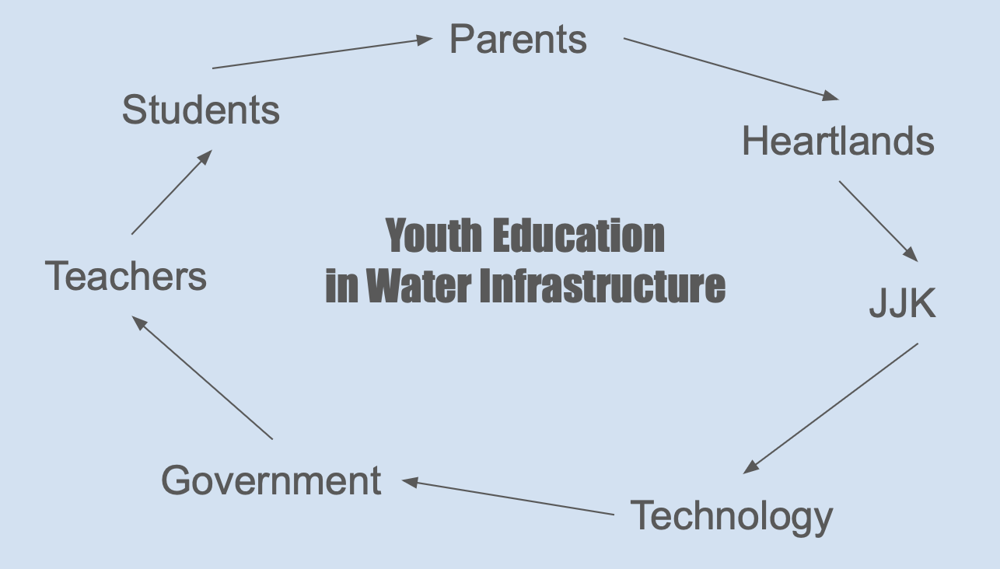 Parents
Students
Heartlands
Youth Education
in Water Infrastructure
Teachers
JJK
Government
Technology